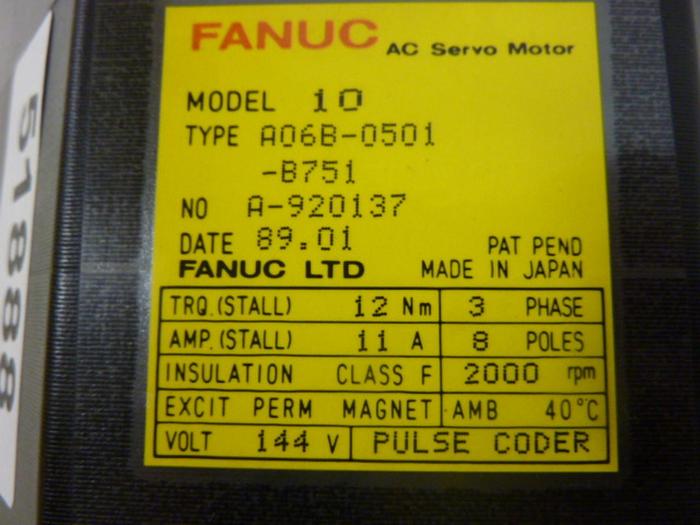 FANUC AC Servo Motor
MODEL 10
TYPE A06B-0501
-B751
NO A-920137
DATE 89.01 PAT PEND
FANUC LTD MADE IN JAPAN
TRQ.(STALL) 12 Nm 3 PHASE
AMP.(STALL) 11 A 8 POLES
INSULATION CLASS F 2000 rpm
EXCIT PERM MAGNET AMB 40°C
VOLT 144 V PULSE CODER
51888